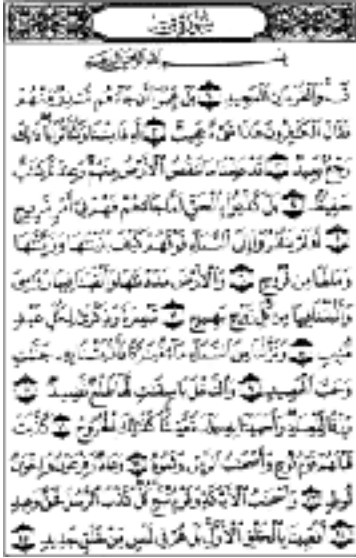 سورة ق
بسم الله الرحمن الرحيم
ق والقرءان المجيد ۝ بل عجبوا أن جاءهم منذر منهم
فقال الكافرون هذا شيء عجيب ۝ أءذا متنا وكنا ترابا ذلك
رجع بعيد ۝ قد علمنا ما تنقص الأرض منهم وعندنا كتاب
حفيظ ۝ بل كذبوا بالحق لما جاءهم فهم في أمر مريج
۝ أفلم ينظروا إلى السماء فوقهم كيف بنيناها وزيناها
وما لها من فروج ۝ والأرض مددناها وألقينا فيها رواسي
وأنبتنا فيها من كل زوج بهيج ۝ تبصرة وذكرى لكل عبد
منيب ۝ ونزلنا من السماء ماء مباركا فأنبتنا به جنات
وحب الحصيد ۝ والنخل باسقات لها طلع نضيد ۝
رزقا للعباد وأحيينا به بلدة ميتا كذلك الخروج ۝ كذبت
قبلهم قوم نوح وأصحاب الرس وثمود ۝ وعاد وفرعون وإخوان
لوط ۝ وأصحاب الأيكة وقوم تبع كل كذب الرسل فحق وعيد
۝ أفعيينا بالخلق الأول بل هم في لبس من خلق جديد ۝